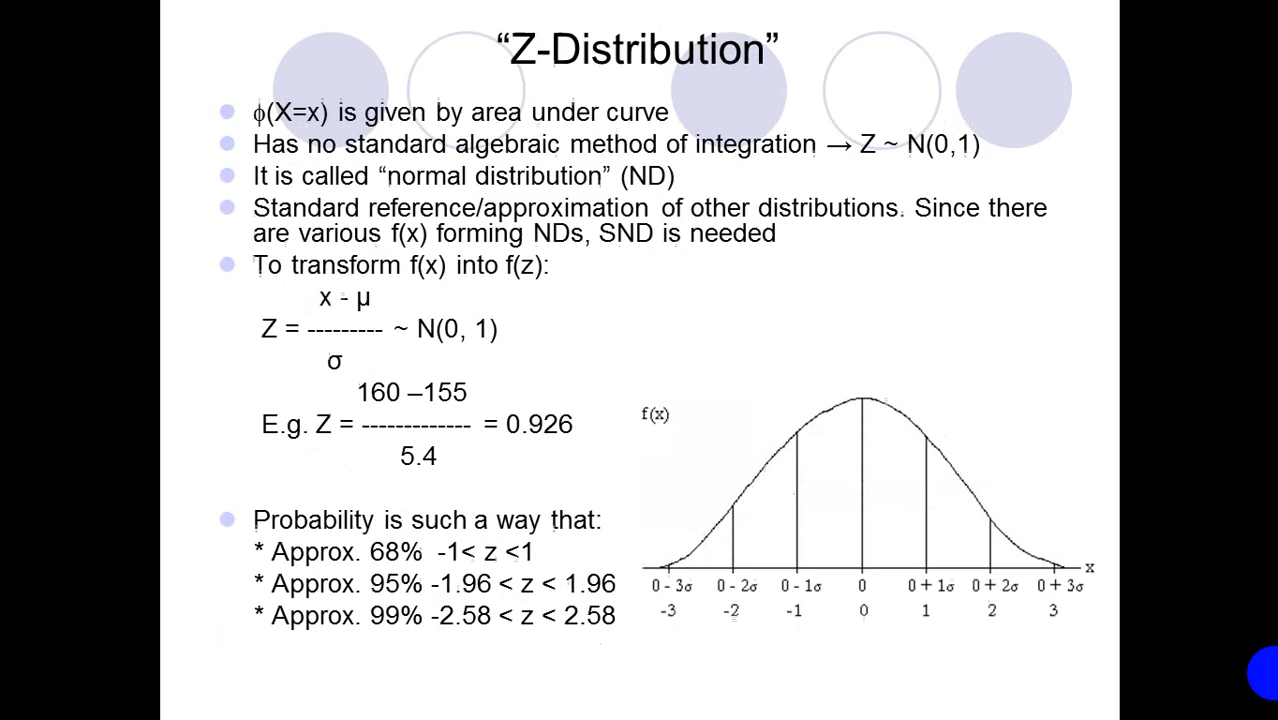 “Z-Distribution”
ϕ(X=x) is given by area under curve
Has no standard algebraic method of integration → Z ~ N(0,1)
It is called “normal distribution” (ND)
Standard reference/approximation of other distributions. Since there
are various f(x) forming NDs, SND is needed
To transform f(x) into f(z):
x - µ
Z = --------- ~ N(0, 1)
σ
160 –155
E.g. Z = ------------- = 0.926
5.4
Probability is such a way that:
* Approx. 68% -1< z <1
* Approx. 95% -1.96 < z < 1.96
* Approx. 99% -2.58 < z < 2.58
f(x)
x
0 - 3σ 0 - 2σ 0 - 1σ 0 0 + 1σ 0 + 2σ 0 + 3σ
-3 -2 -1 0 1 2 3